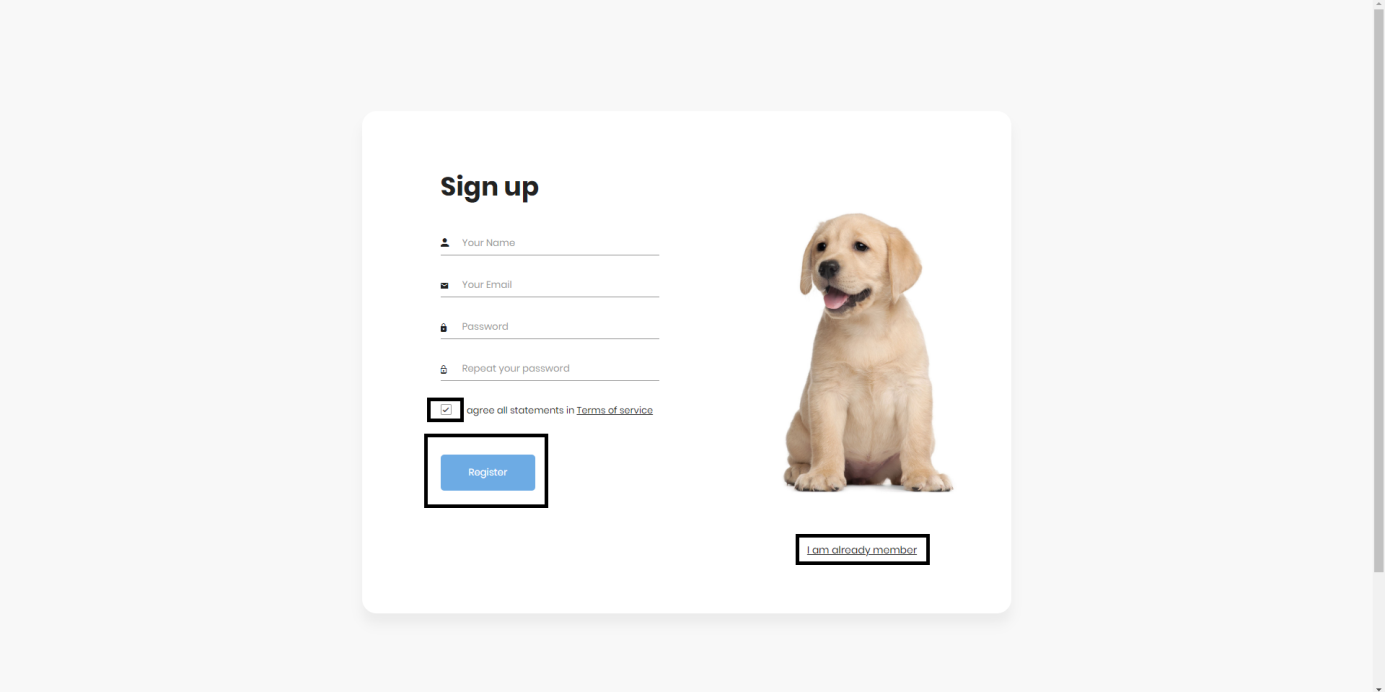 Sign up
Your Name
Your Email
Password
Repeat your password
agree all statements in Terms of service
Register
I am already member